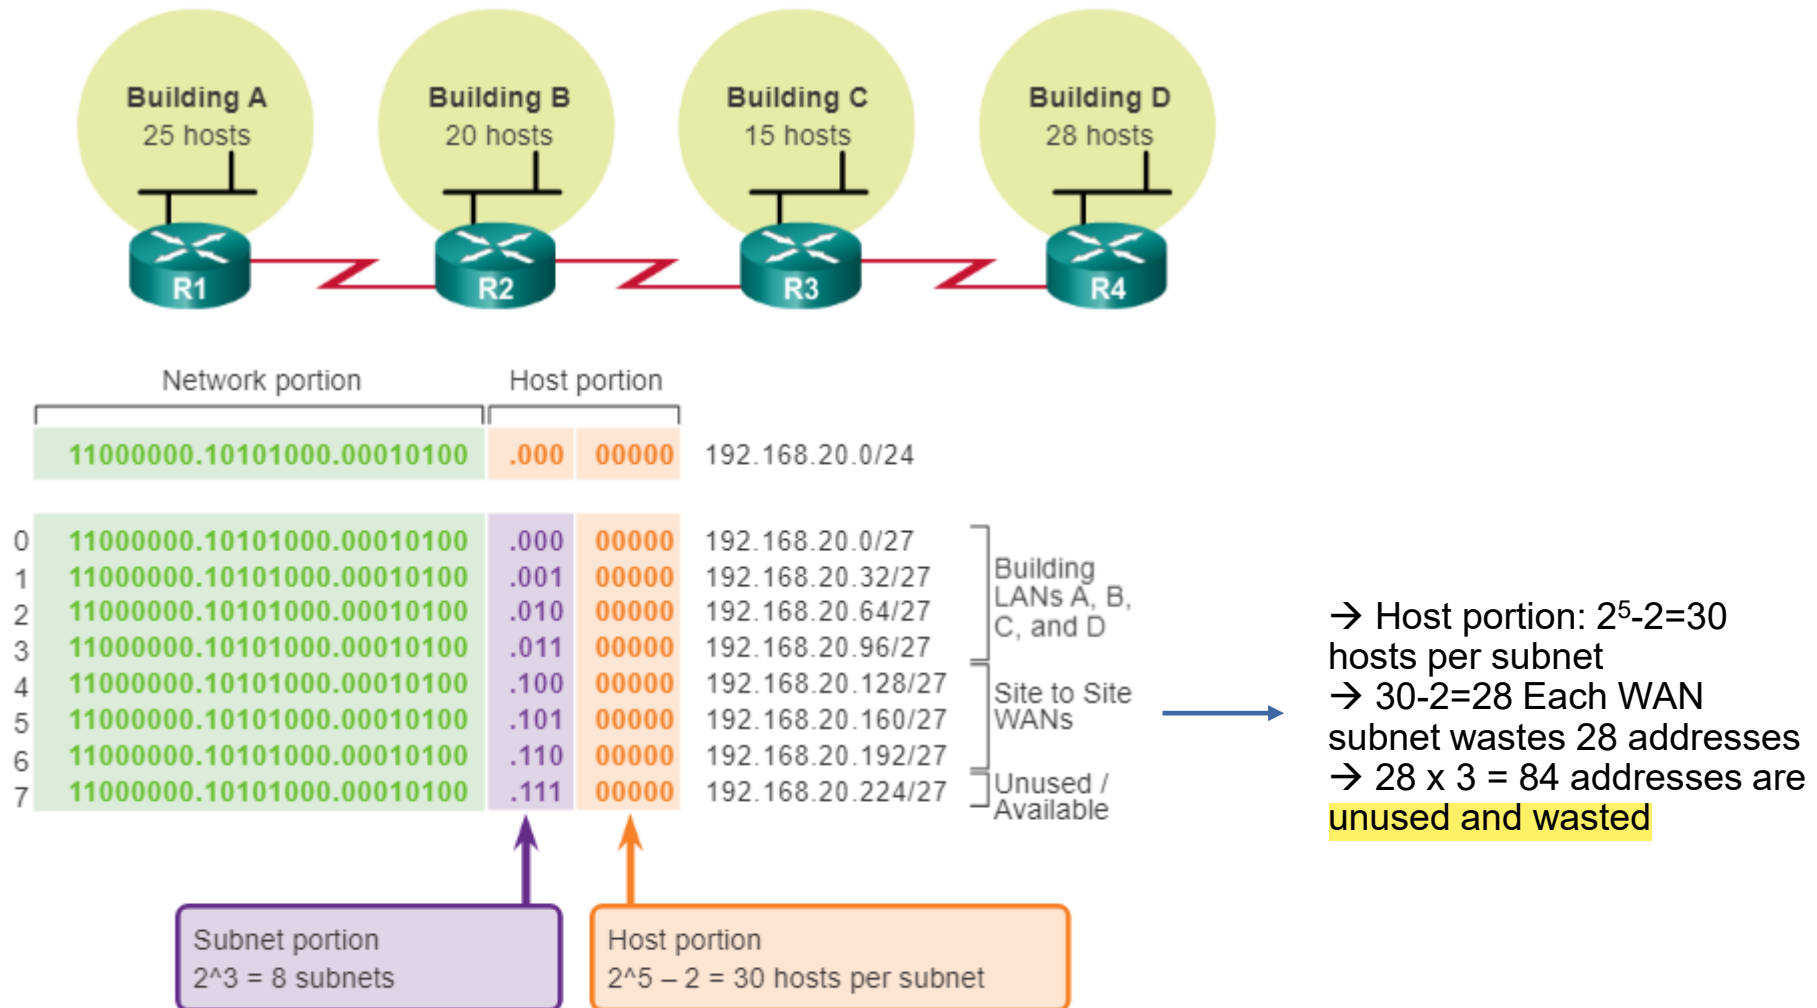 Building A
25 hosts
Building B
20 hosts
Building C
15 hosts
Building D
28 hosts
R1
R2
R3
R4
Network portion
Host portion
11000000.10101000.00010100 .000 00000 192.168.20.0/24
0 11000000.10101000.00010100 .000 00000 192.168.20.0/27
1 11000000.10101000.00010100 .001 00000 192.168.20.32/27
2 11000000.10101000.00010100 .010 00000 192.168.20.64/27
3 11000000.10101000.00010100 .011 00000 192.168.20.96/27
4 11000000.10101000.00010100 .100 00000 192.168.20.128/27
5 11000000.10101000.00010100 .101 00000 192.168.20.160/27
6 11000000.10101000.00010100 .110 00000 192.168.20.192/27
7 11000000.10101000.00010100 .111 00000 192.168.20.224/27
Building
LANs A, B,
C, and D
Site to Site
WANs
Unused /
Available
→ Host portion: 2⁵-2=30
hosts per subnet
→ 30-2=28 Each WAN
subnet wastes 28 addresses
→ 28 x 3 = 84 addresses are
unused and wasted
Subnet portion
2^3 = 8 subnets
Host portion
2^5 – 2 = 30 hosts per subnet